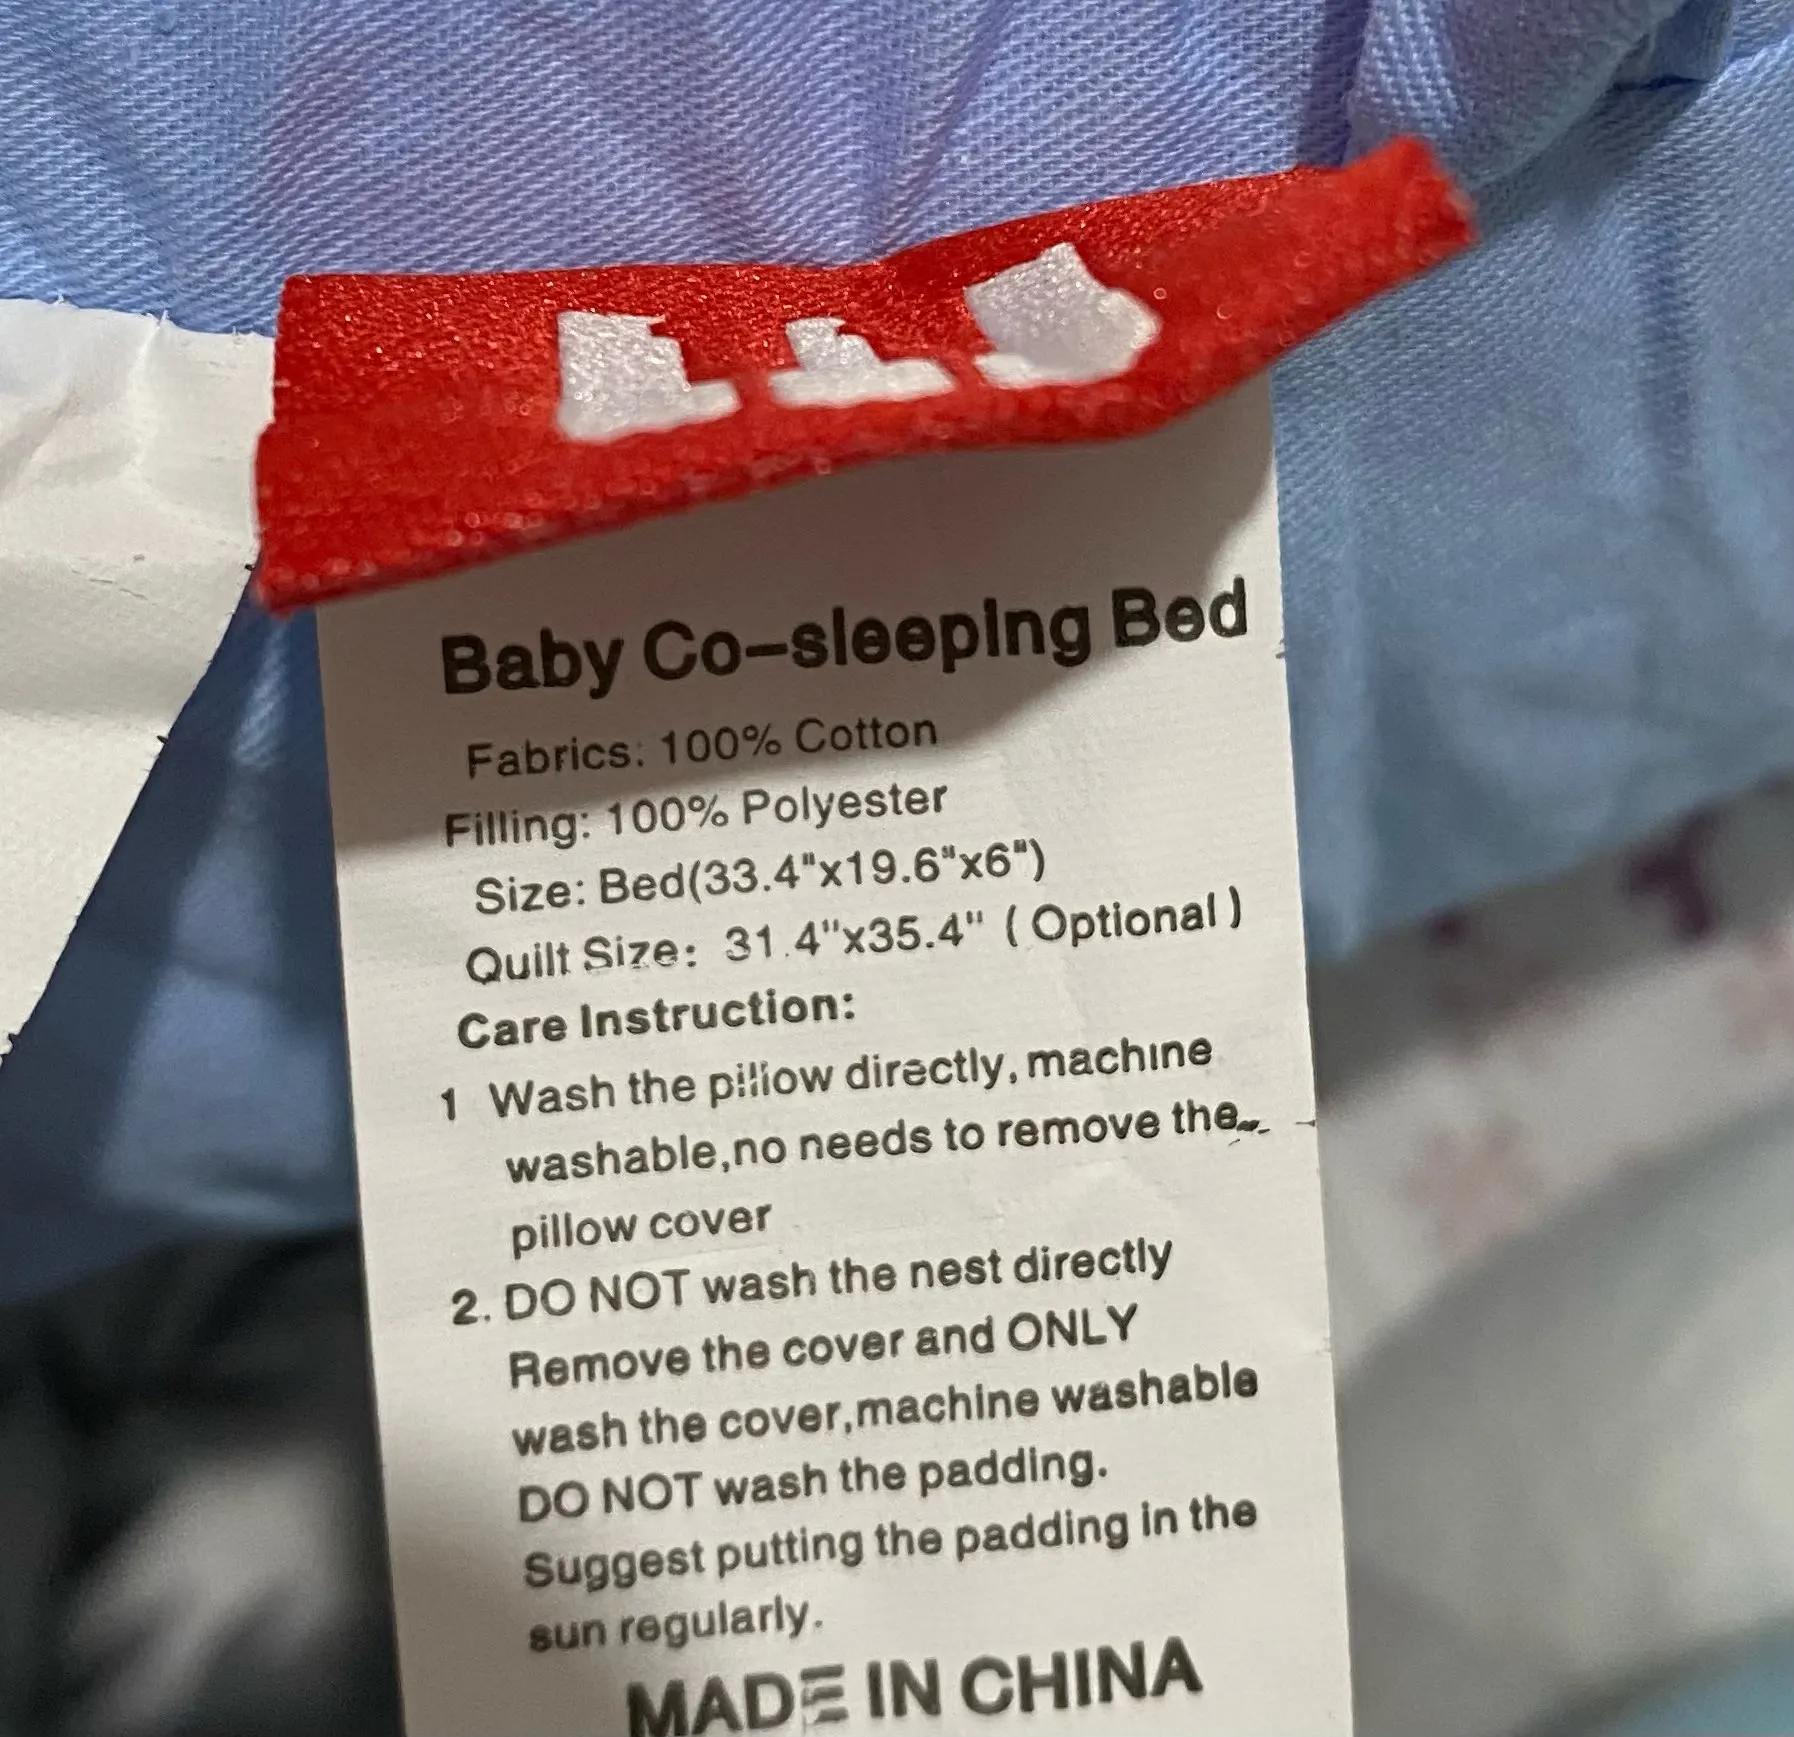 Baby Co-sleeping Bed
Fabrics: 100% Cotton
Filling: 100% Polyester
Size: Bed(33.4"x19.6"x6")
Quilt Size: 31.4"x35.4" ( Optional )
Care Instruction:
1 Wash the pillow directly, machine
washable,no needs to remove the
pillow cover
2. DO NOT wash the nest directly
Remove the cover and ONLY
wash the cover,machine washable
DO NOT wash the padding.
Suggest putting the padding in the
sun regularly.
MADE IN CHINA